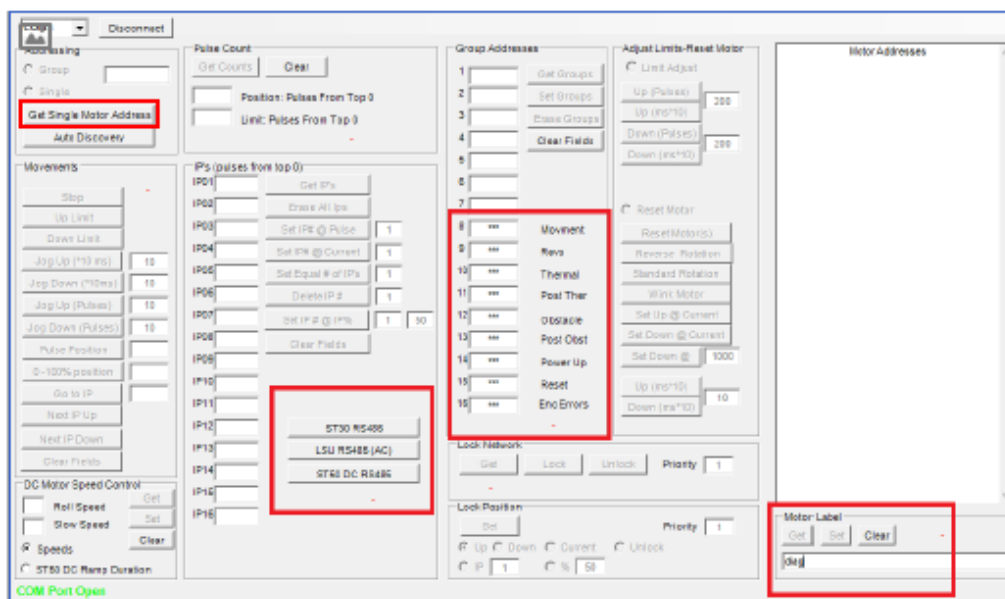 Disconnect
Addressing
Group
Single
Get Single Motor Address
Auto Discovery
Pulse Count
Get Counts
Clear
Position: Pulses From Top 0
Limit: Pulses From Top 0
-
Group Addresses
1
Get Groups
2
Set Groups
3
Erase Groups
4
Clear Fields
5
6
7
8 *** Movment
9 *** Revs
10 *** Thermal
11 *** Post Ther
12 *** Obstacle
13 *** Post Obst
14 *** Power Up
15 *** Reset
16 *** Enc Errors
-
Adjust Limits-Reset Motor
Limit Adjust
Up (Pulses)
200
Up (ms*10)
Down (Pulses)
200
Down (ms*10)
Reset Motor
Reset Motor(s)
Reverse Rotation
Standard Rotation
Wink Motor
Set Up @ Current
Set Down @ Current
Set Down @ 1000
Up (ms*10)
10
Down (ms*10)
Motor Addresses
Movements
-
Stop
Up Limit
Down Limit
Jog Up (*10 ms) 10
Jog Down (*10ms) 10
Jog Up (Pulses) 10
Jog Down (Pulses) 10
Pulse Position
0-100% position
Go to IP
Next IP Up
Next IP Down
Clear Fields
IP's (pulses from top 0)
IP01 Get IP's
IP02 Erase All Ips
IP03 Set IP# @ Pulse 1
IP04 Set IP# @ Current 1
IP05 Set Equal # of IP's 1
IP06 Delete IP # 1
IP07 Set IP # @ IP% 1 50
IP08 Clear Fields
IP09
IP10
IP11
IP12 ST30 RS485
IP13 LSU RS485 (AC)
IP14 ST50 DC RS485
IP15 -
IP16
DC Motor Speed Control
Get
Roll Speed
Set
Slow Speed
Clear
Speeds
ST50 DC Ramp Duration
Lock Network
Get Lock Unlock Priority 1
-
Lock Position
Set Priority 1
Up Down Current Unlock
IP 1 % 50
Motor Label
Get Set Clear -
COM Port Open